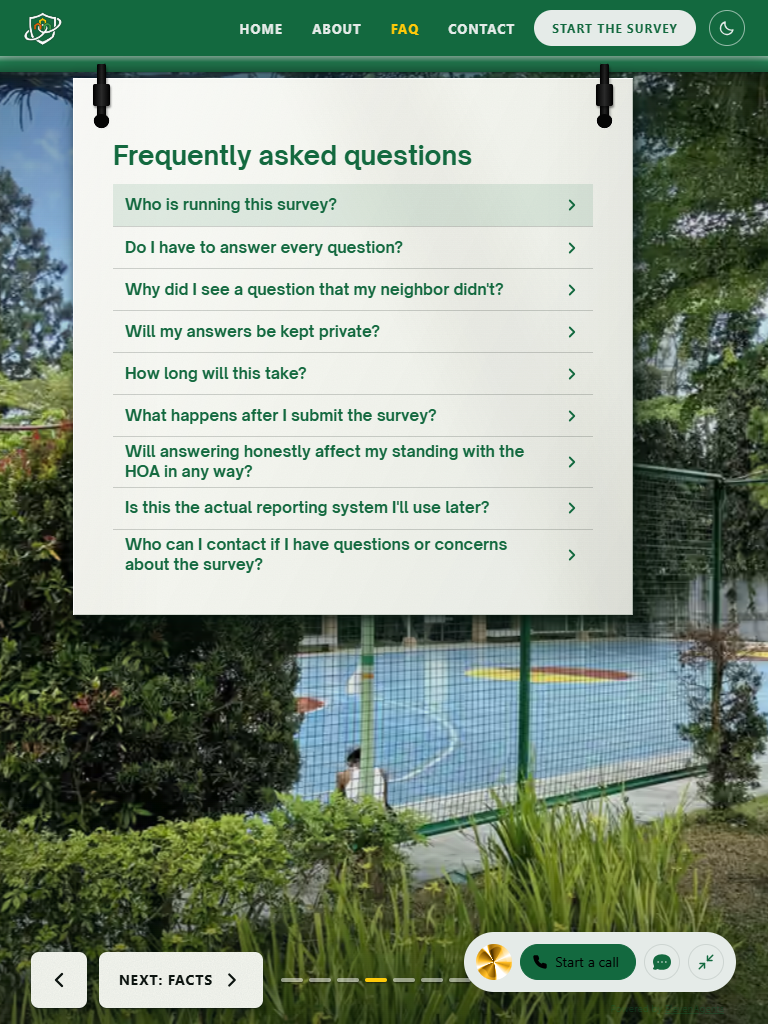 HOME
ABOUT
FAQ
CONTACT
START THE SURVEY
Frequently asked questions
Who is running this survey?
Do I have to answer every question?
Why did I see a question that my neighbor didn't?
Will my answers be kept private?
How long will this take?
What happens after I submit the survey?
Will answering honestly affect my standing with the
HOA in any way?
Is this the actual reporting system I'll use later?
Who can I contact if I have questions or concerns
about the survey?
NEXT: FACTS
Start a call